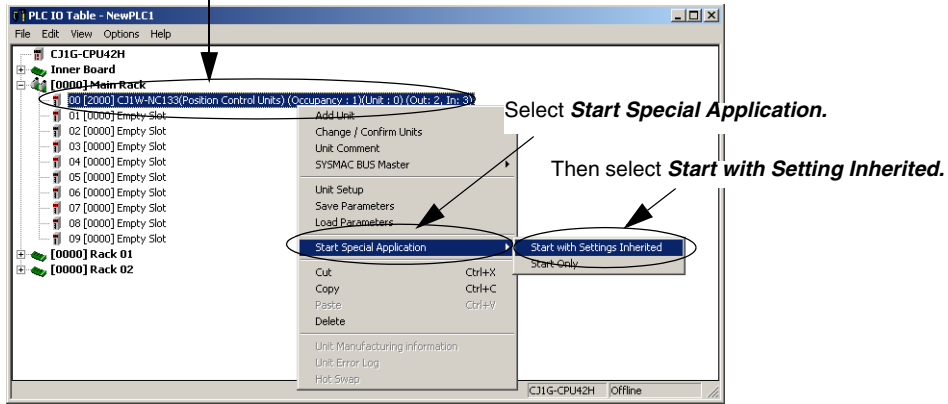 PLC IO Table - NewPLC1
File Edit View Options Help
CJ1G-CPU42H
Inner Board
[0000] Main Rack
00 [2000] CJ1W-NC133(Position Control Units) (Occupancy : 1)(Unit : 0) (Out: 2, In: 3)
01 [0000] Empty Slot
02 [0000] Empty Slot
03 [0000] Empty Slot
04 [0000] Empty Slot
05 [0000] Empty Slot
06 [0000] Empty Slot
07 [0000] Empty Slot
08 [0000] Empty Slot
09 [0000] Empty Slot
[0000] Rack 01
[0000] Rack 02
Add Unit
Change / Confirm Units
Unit Comment
SYSMAC BUS Master
Unit Setup
Save Parameters
Load Parameters
Start Special Application
Cut Ctrl+X
Copy Ctrl+C
Paste Ctrl+V
Delete
Unit Manufacturing information
Unit Error Log
Hot Swap
Start with Settings Inherited
Start Only
Select Start Special Application.
Then select Start with Setting Inherited.
CJ1G-CPU42H Offline